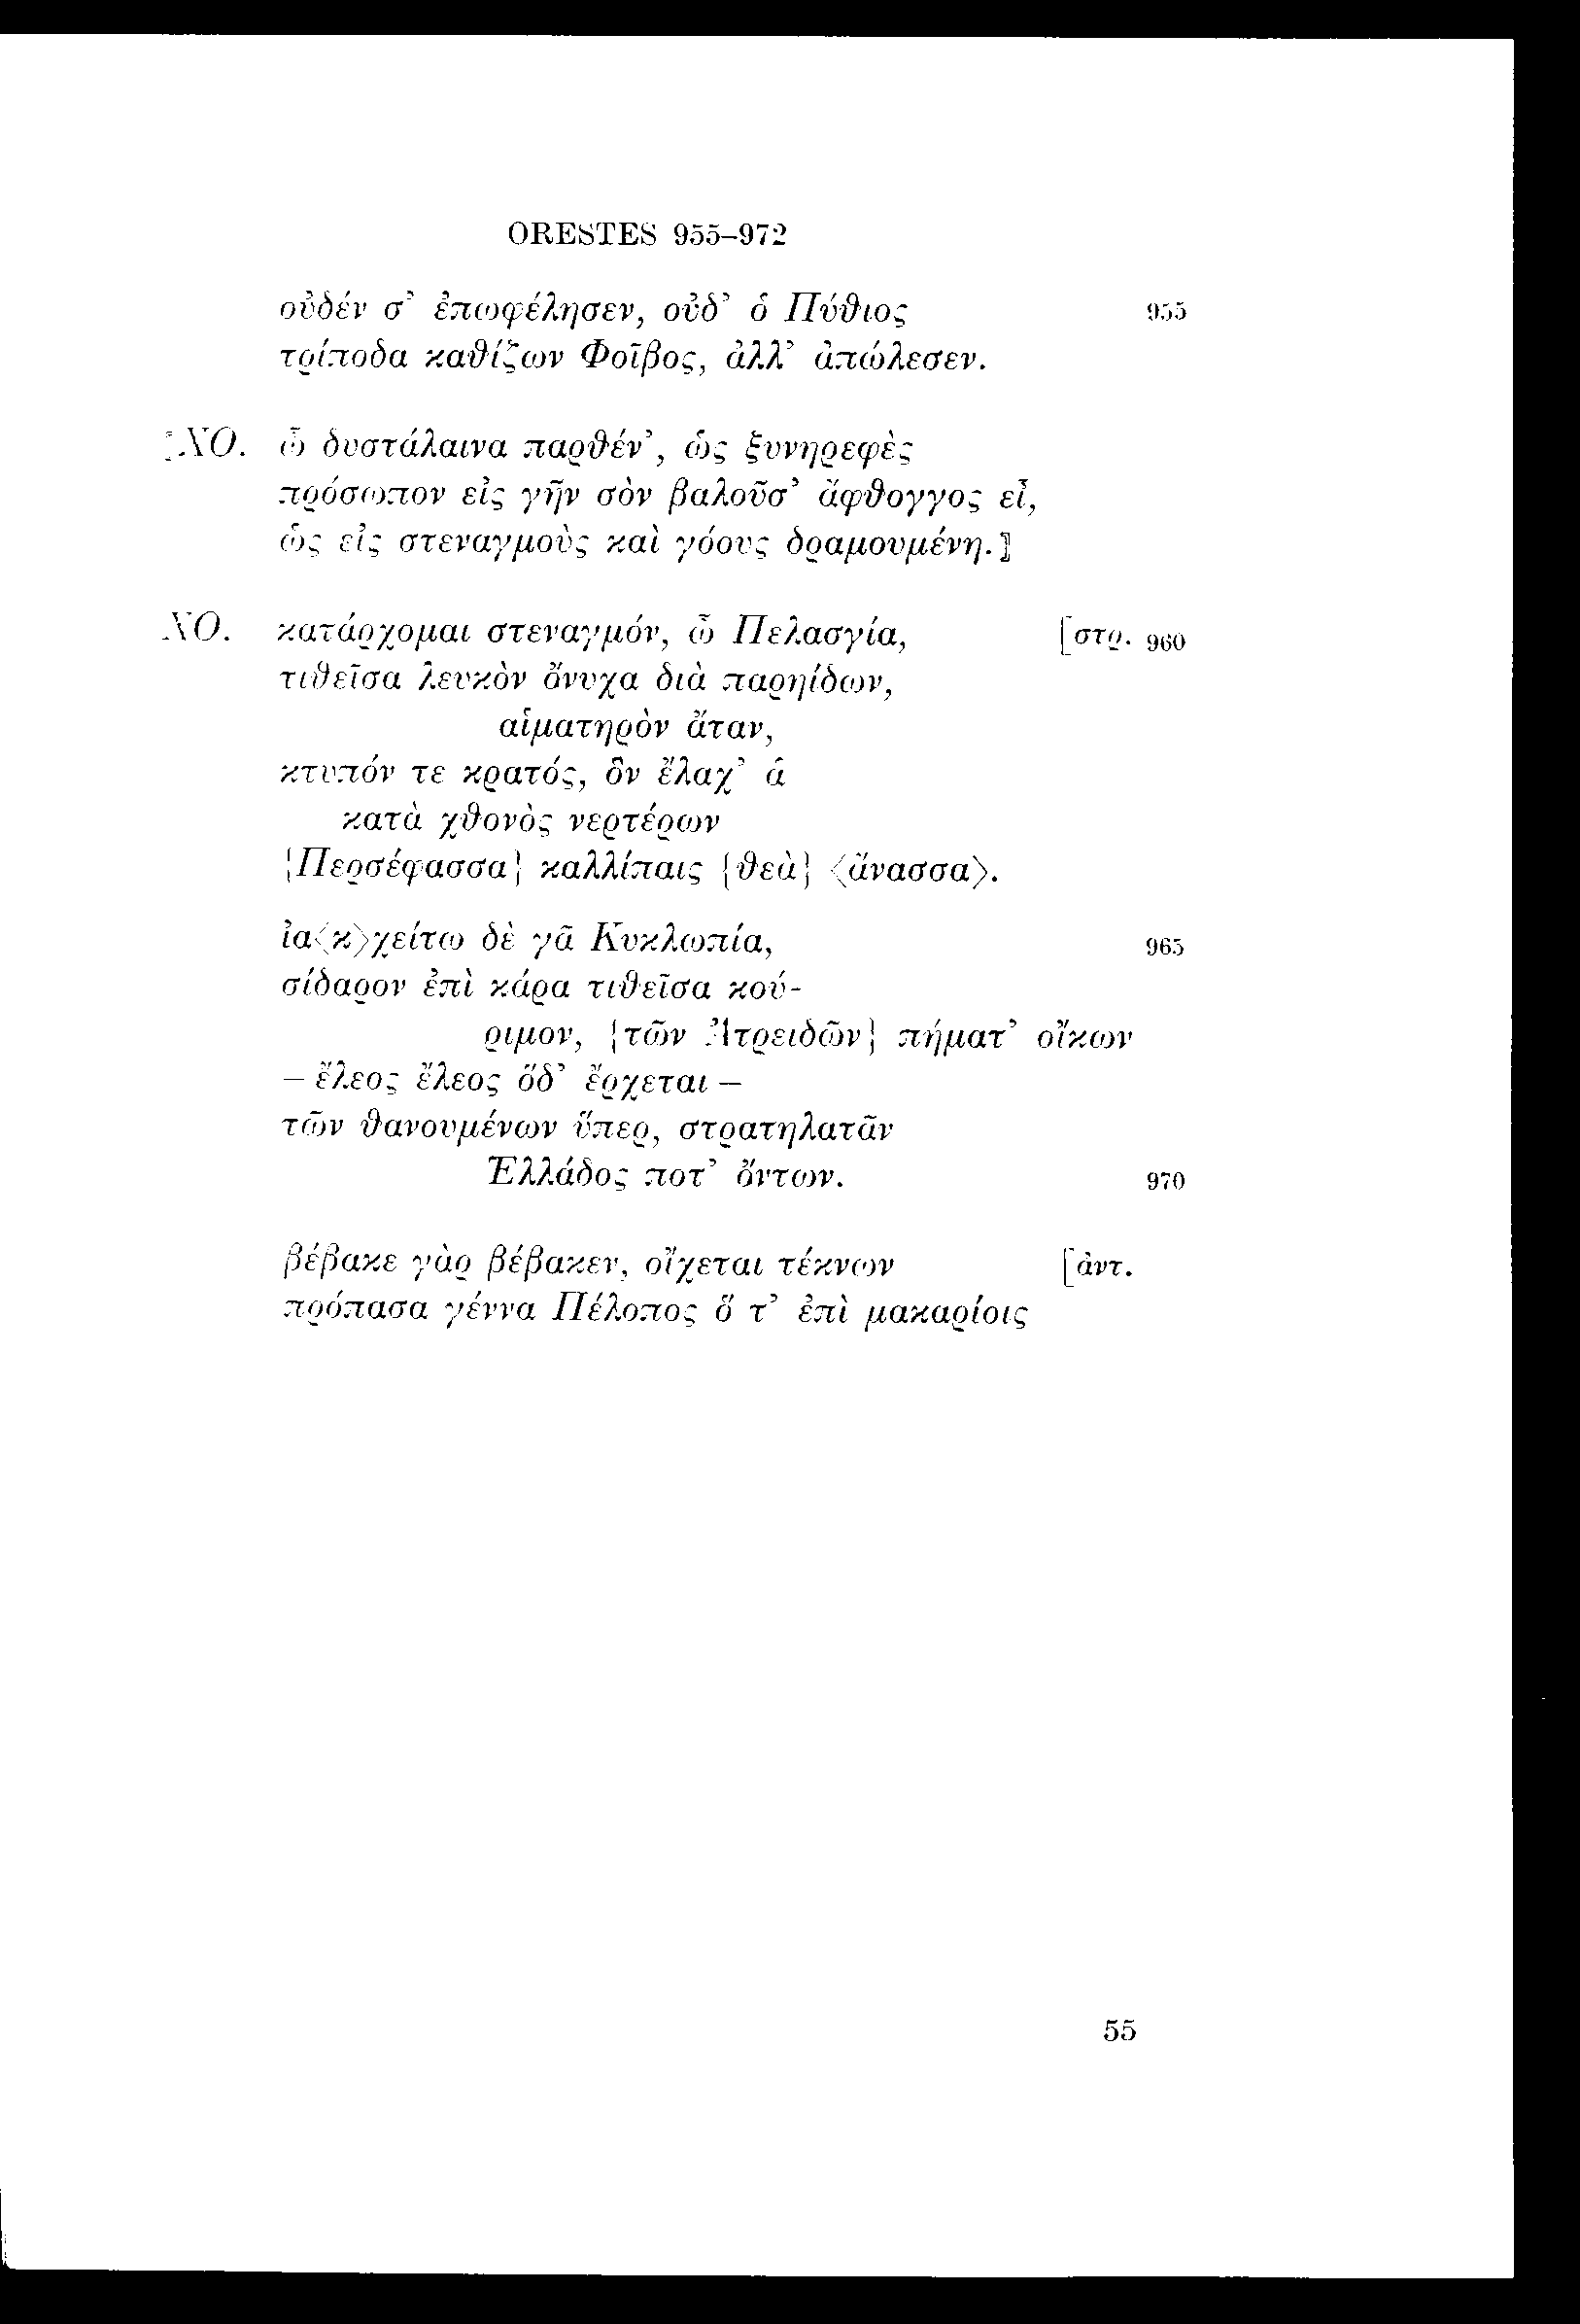 ORESTES 955–972
οὐδέν σ’ ἐπωφέλησεν, οὐδ’ ὁ Πύθιος 955
τρίποδα καθίζων Φοῖβος, ἀλλ’ ἀπώλεσεν.
⟦ΧΟ. ὦ δυστάλαινα παρθέν’, ὡς ξυνηρεφὲς
πρόσωπον εἰς γῆν σὸν βαλοῦσ’ ἄφθογγος εἶ,
ὡς εἰς στεναγμοὺς καὶ γόους δραμουμένη.⟧
ΧΟ. κατάρχομαι στεναγμόν, ὦ Πελασγία, [στρ. 960
τιθεῖσα λευκὸν ὄνυχα διὰ παρηίδων,
αἱματηρὸν ἄταν,
κτυπόν τε κρατός, ὃν ἔλαχ’ ἁ
κατὰ χθονὸς νερτέρων
{Περσέφασσα} καλλίπαις {θεὰ} ⟨ἄνασσα⟩.
ἰα⟨κ⟩χείτω δὲ γᾶ Κυκλωπία, 965
σίδαρον ἐπὶ κάρα τιθεῖσα κού-
ριμον, {τῶν Ἀτρειδῶν} πήματ’ οἴκων
– ἔλεος ἔλεος ὅδ’ ἔρχεται –
τῶν θανουμένων ὕπερ, στρατηλατᾶν
Ἑλλάδος ποτ’ ὄντων. 970
βέβακε γὰρ βέβακεν, οἴχεται τέκνων [ἀντ.
πρόπασα γέννα Πέλοπος ὅ τ’ ἐπὶ μακαρίοις
55